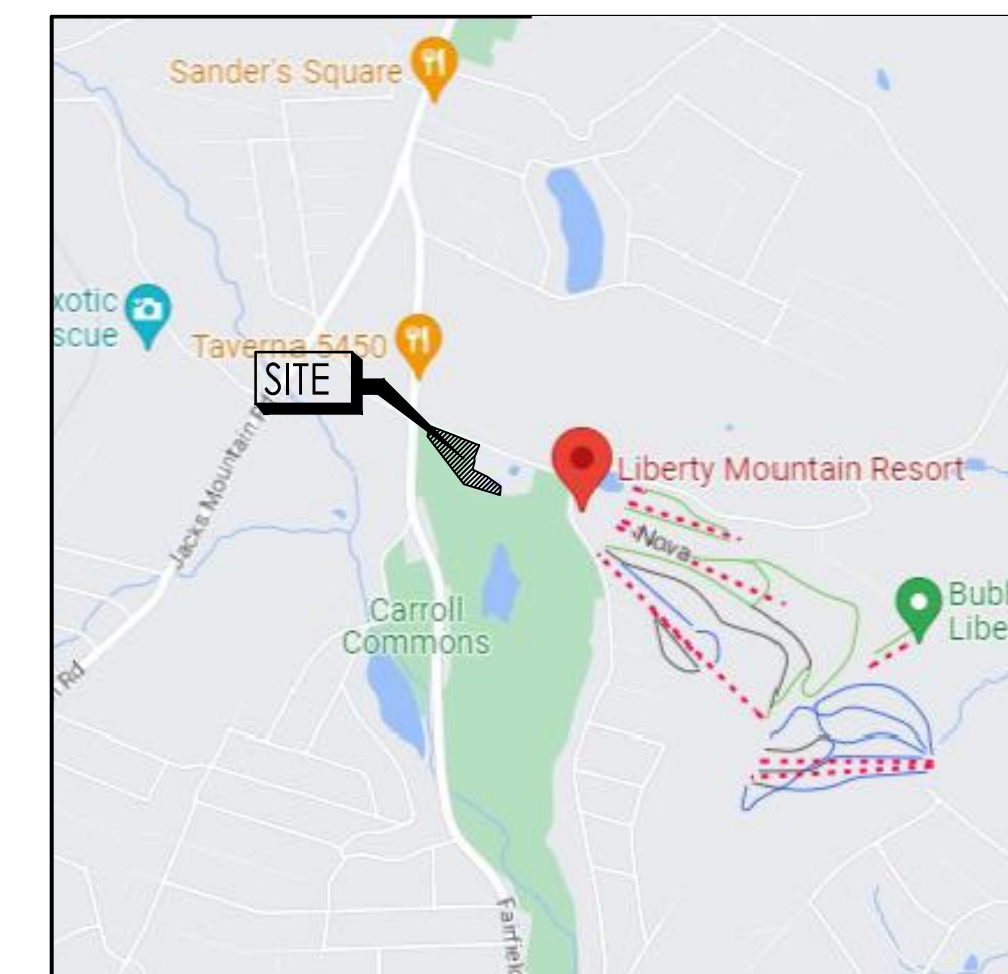 Sander's Square
xotic
scue
Taverna 5450
SITE
Jacks Mountain
Liberty Mountain Resort
Nova
Bubl
Libe
Carroll
Commons
Rd
Fairfiel